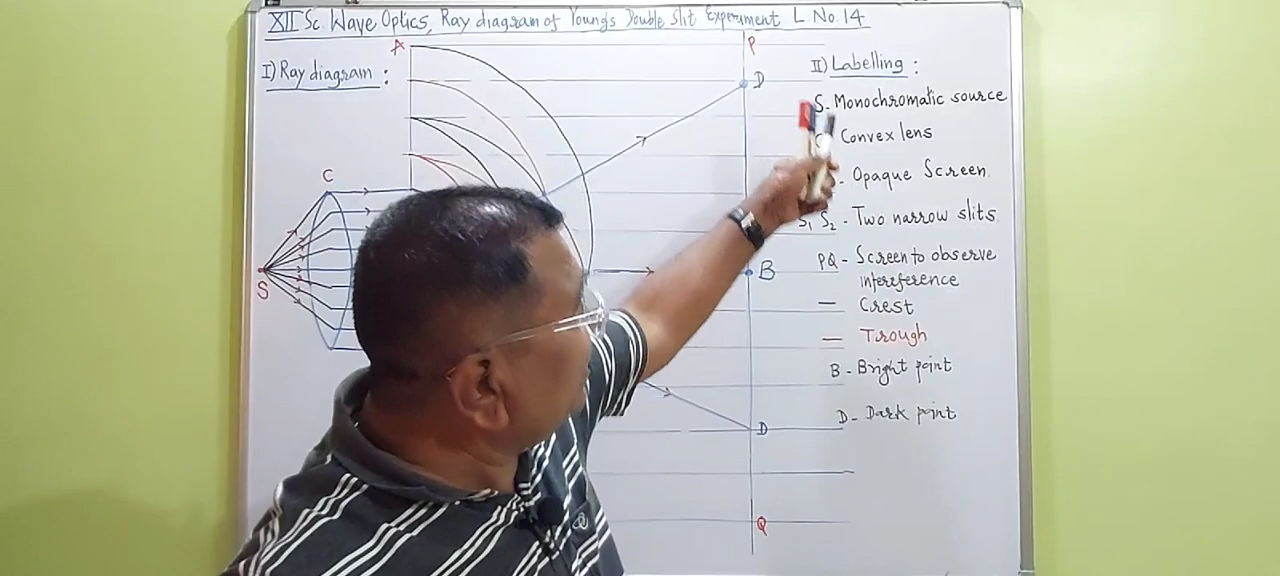 XII Sc. Wave Optics, Ray diagram of Young's Double Slit Experiment L No. 14
I) Ray diagram :
A
C
S
P
D
B
D
Q
II) Labelling :
S- Monochromatic source
Convex lens
- Opaque Screen
S₁ S₂ - Two narrow slits
PQ - Screen to observe
intereference
— Crest
— Trough
B - Bright point
D - Dark point